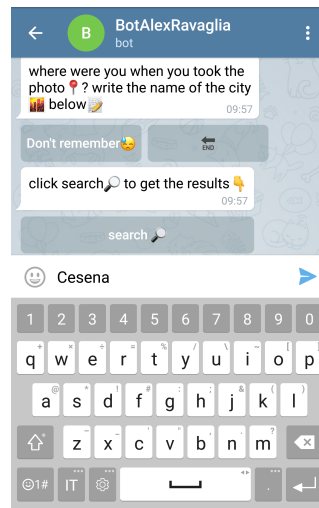 B
BotAlexRavaglia
bot
where were you when you took the
photo📍? write the name of the city
🌇 below📝
09:57
Don't remember😓
END
click search🔎 to get the results👇
09:57
search 🔎
Cesena
1 2 3 4 5 6 7 8 9 0
q w e r t y u i o p
a s d f g h j k l
z x c v b n m
1# IT .